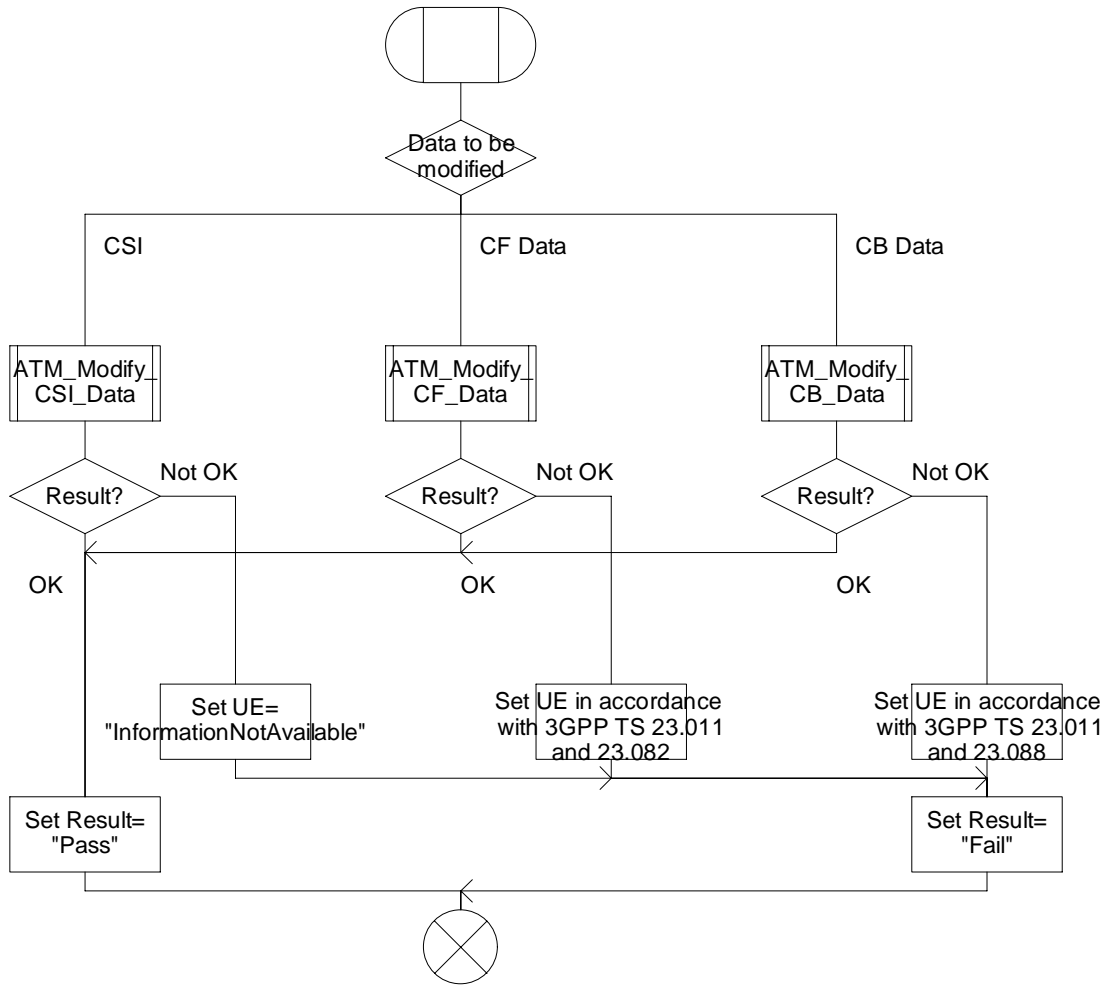 Data to be
modified
CSI
CF Data
CB Data
ATM_Modify_
CSI_Data
ATM_Modify_
CF_Data
ATM_Modify_
CB_Data
Result?
Not OK
Result?
Not OK
Result?
Not OK
OK
OK
OK
Set UE=
"InformationNotAvailable"
Set UE in accordance
with 3GPP TS 23.011
and 23.082
Set UE in accordance
with 3GPP TS 23.011
and 23.088
Set Result=
"Pass"
Set Result=
"Fail"